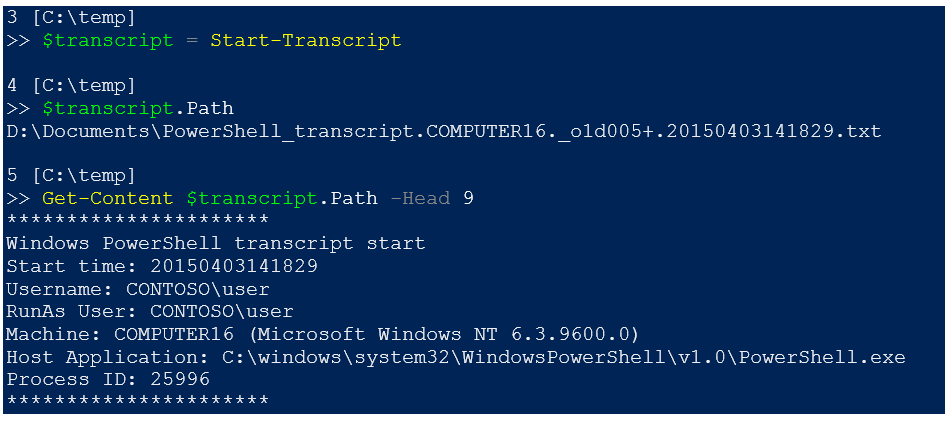 3 [C:\temp]
>> $transcript = Start-Transcript
4 [C:\temp]
>> $transcript.Path
D:\Documents\PowerShell_transcript.COMPUTER16._o1d005+.20150403141829.txt
5 [C:\temp]
>> Get-Content $transcript.Path -Head 9
**********************
Windows PowerShell transcript start
Start time: 20150403141829
Username: CONTOSO\user
RunAs User: CONTOSO\user
Machine: COMPUTER16 (Microsoft Windows NT 6.3.9600.0)
Host Application: C:\windows\system32\WindowsPowerShell\v1.0\PowerShell.exe
Process ID: 25996
**********************